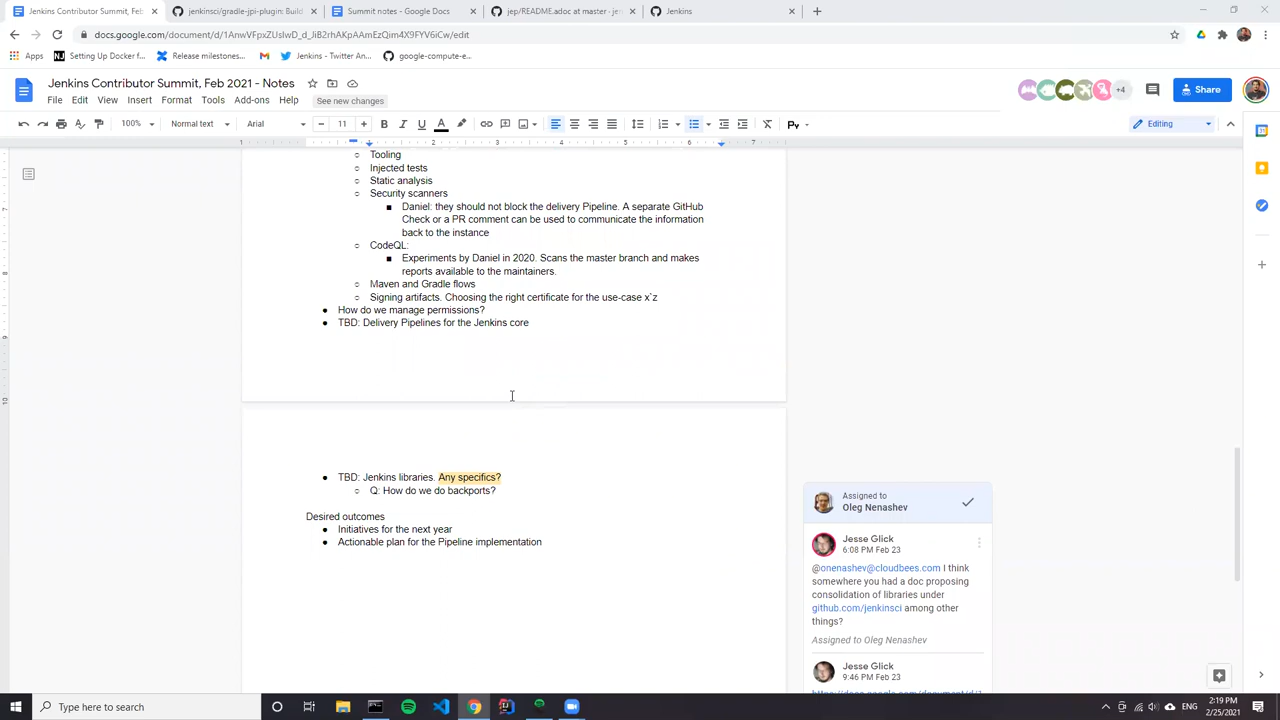 Jenkins Contributor Summit, Feb
jenkinsci/gradle-jpi-plugin: Build
Summit notes - Google Docs
jep/README.adoc at master · jen
Jenkins
docs.google.com/document/d/1AnwVFpxZUslwD_d_JiB2rhAKpAAmEzQim4X9FYV6iCw/edit
Apps
Setting Up Docker f...
Release milestones...
Twitter / Jenkins - Twitter An...
google-compute-e...
Jenkins Contributor Summit, Feb 2021 - Notes
File Edit View Insert Format Tools Add-ons Help See new changes
+4
Share
100% Normal text Arial 11
Editing
Tooling
Injected tests
Static analysis
Security scanners
Daniel: they should not block the delivery Pipeline. A separate GitHub
Check or a PR comment can be used to communicate the information
back to the instance
CodeQL:
Experiments by Daniel in 2020. Scans the master branch and makes
reports available to the maintainers.
Maven and Gradle flows
Signing artifacts. Choosing the right certificate for the use-case x`z
How do we manage permissions?
TBD: Delivery Pipelines for the Jenkins core
TBD: Jenkins libraries. Any specifics?
Q: How do we do backports?
Desired outcomes
Initiatives for the next year
Actionable plan for the Pipeline implementation
Assigned to
Oleg Nenashev
Jesse Glick
6:08 PM Feb 23
@onenashev@cloudbees.com I think
somewhere you had a doc proposing
consolidation of libraries under
github.com/jenkinsci among other
things?
Assigned to Oleg Nenashev
Jesse Glick
9:46 PM Feb 23
Type here to search
ENG
2:19 PM
2/25/2021